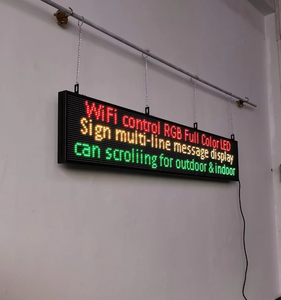 WiFi control RGB Full Color LED
Sign multi-line message display
can scroliing for outdoor & indoor